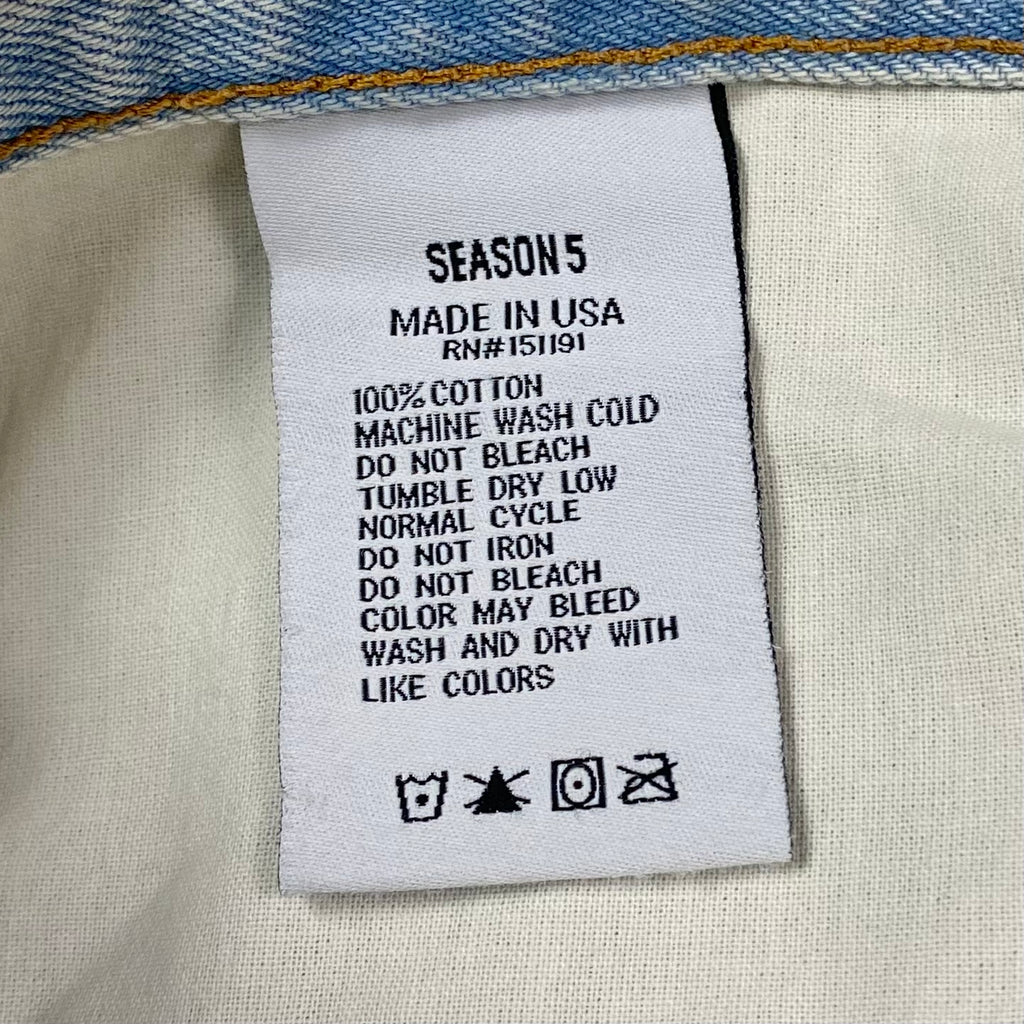 SEASON 5
MADE IN USA
RN#151191
100% COTTON
MACHINE WASH COLD
DO NOT BLEACH
TUMBLE DRY LOW
NORMAL CYCLE
DO NOT IRON
DO NOT BLEACH
COLOR MAY BLEED
WASH AND DRY WITH
LIKE COLORS